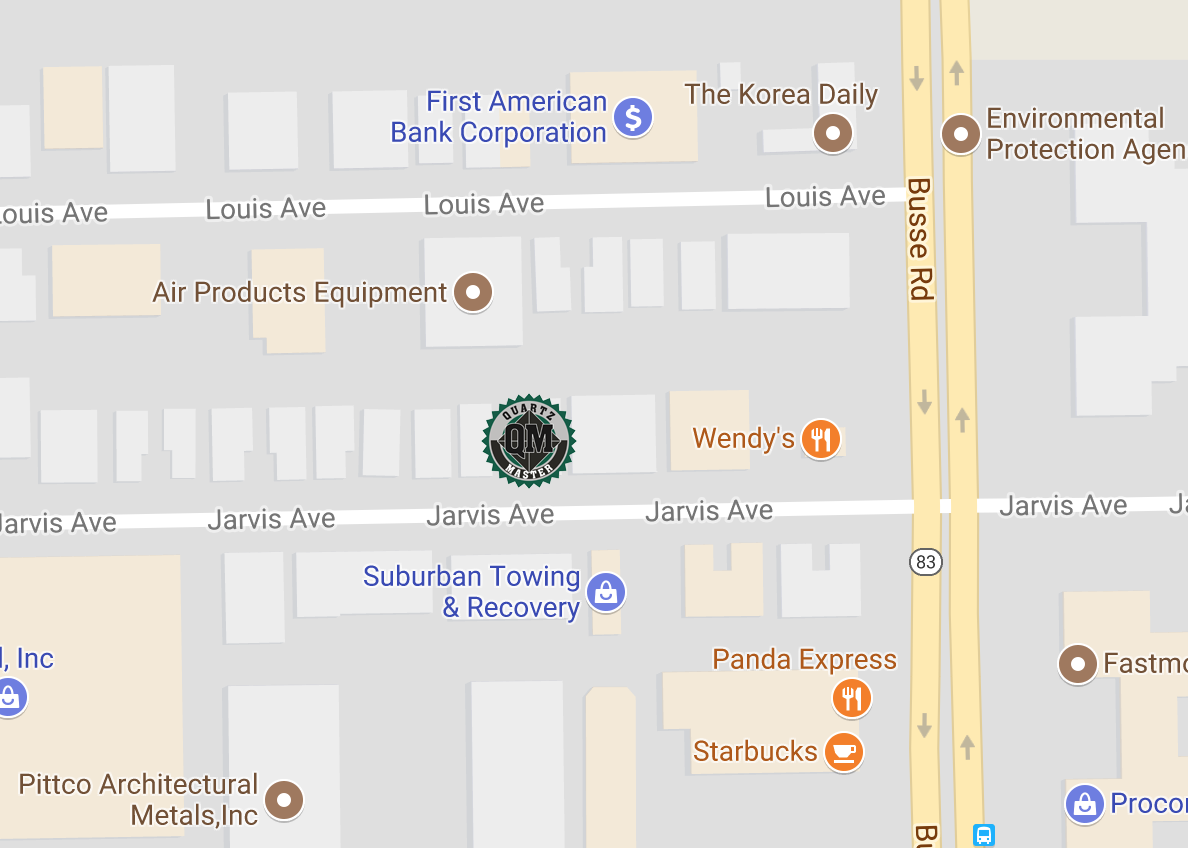 First American
Bank Corporation
$
The Korea Daily
Environmental
Protection Agen
Louis Ave
Louis Ave
Louis Ave
Louis Ave
Busse Rd
Air Products Equipment
QUARTZ
QM
MASTER
Wendy's
Jarvis Ave
Jarvis Ave
Jarvis Ave
Jarvis Ave
Jarvis Ave
83
Suburban Towing
& Recovery
, Inc
Panda Express
Fastm
Starbucks
Pittco Architectural
Metals,Inc
Procor
Bu